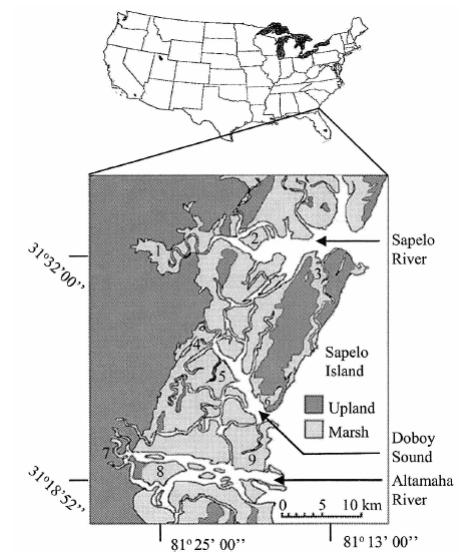 2
Sapelo
River
31°32'00''
3
Sapelo
Island
4
5
Upland
Marsh
Doboy
Sound
7
8
9
Altamaha
River
31°18'52''
0 5 10 km
81°25' 00''
81°13' 00''